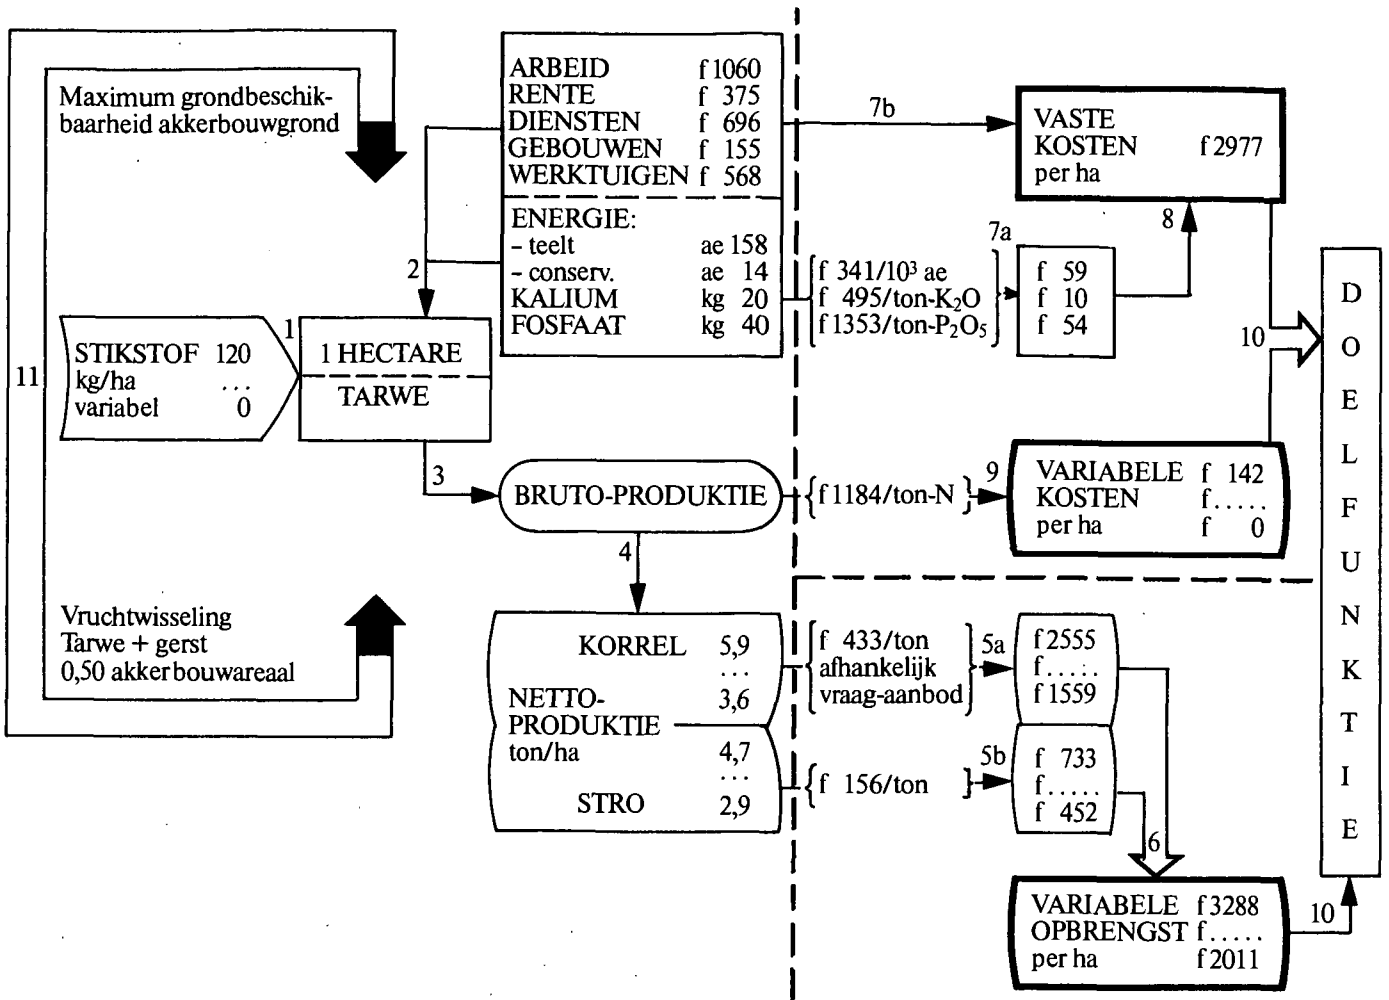 Maximum grondbeschik-
baarheid akkerbouwgrond
ARBEID f 1060
RENTE f 375
DIENSTEN f 696
GEBOUWEN f 155
WERKTUIGEN f 568
ENERGIE:
– teelt ae 158
– conserv. ae 14
KALIUM kg 20
FOSFAAT kg 40
7b
VASTE
KOSTEN f 2977
per ha
8
7a
f 341/10³ ae
f 495/ton-K₂O
f 1353/ton-P₂O₅
f 59
f 10
f 54
2
1
11
STIKSTOF 120
kg/ha ...
variabel 0
1 HECTARE
TARWE
10
DOELFUNKTIE
3
BRUTO-PRODUKTIE
f 1184/ton-N
9
VARIABELE f 142
KOSTEN f.....
per ha f 0
4
Vruchtwisseling
Tarwe + gerst
0,50 akkerbouwareaal
KORREL 5,9
...
NETTO- 3,6
PRODUKTIE
ton/ha 4,7
...
STRO 2,9
f 433/ton
afhankelijk
vraag-aanbod
5a
f 2555
f.....
f 1559
f 156/ton
5b
f 733
f.....
f 452
6
VARIABELE f 3288
OPBRENGST f.....
per ha f 2011
10